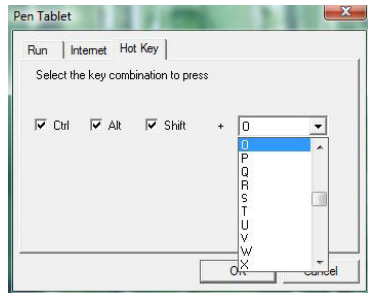 Pen Tablet
Run Internet Hot Key
Select the key combination to press
Ctrl Alt Shift + O
O
P
Q
R
S
T
U
V
W
X
OK Cancel